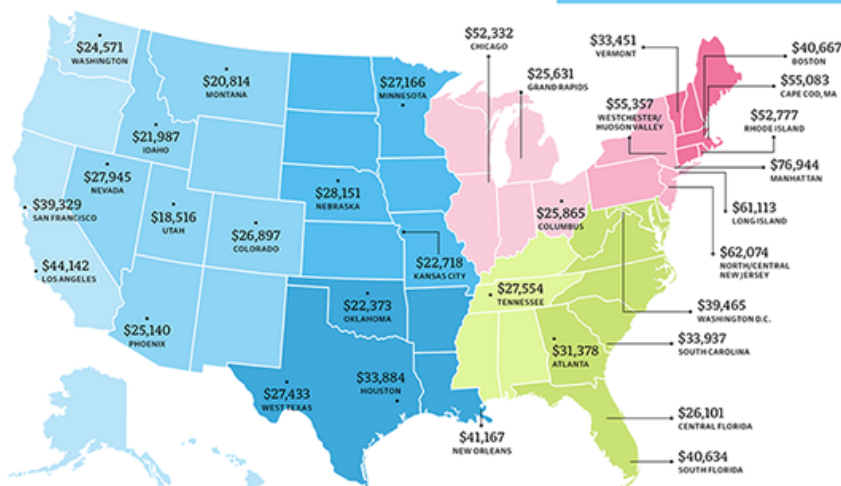 $24,571
WASHINGTON
$20,814
MONTANA
$27,166
MINNESOTA
$52,332
CHICAGO
$25,631
GRAND RAPIDS
$33,451
VERMONT
$40,667
BOSTON
$55,083
CAPE COD, MA
$55,357
WESTCHESTER/
HUDSON VALLEY
$52,777
RHODE ISLAND
$21,987
IDAHO
$27,945
NEVADA
$28,151
NEBRASKA
$76,944
MANHATTAN
$39,329
SAN FRANCISCO
$18,516
UTAH
$26,897
COLORADO
$25,865
COLUMBUS
$61,113
LONG ISLAND
$44,142
LOS ANGELES
$22,718
KANSAS CITY
$62,074
NORTH/CENTRAL
NEW JERSEY
$27,554
TENNESSEE
$22,373
OKLAHOMA
$39,465
WASHINGTON D.C.
$25,140
PHOENIX
$31,378
ATLANTA
$33,937
SOUTH CAROLINA
$27,433
WEST TEXAS
$33,884
HOUSTON
$26,101
CENTRAL FLORIDA
$41,167
NEW ORLEANS
$40,634
SOUTH FLORIDA